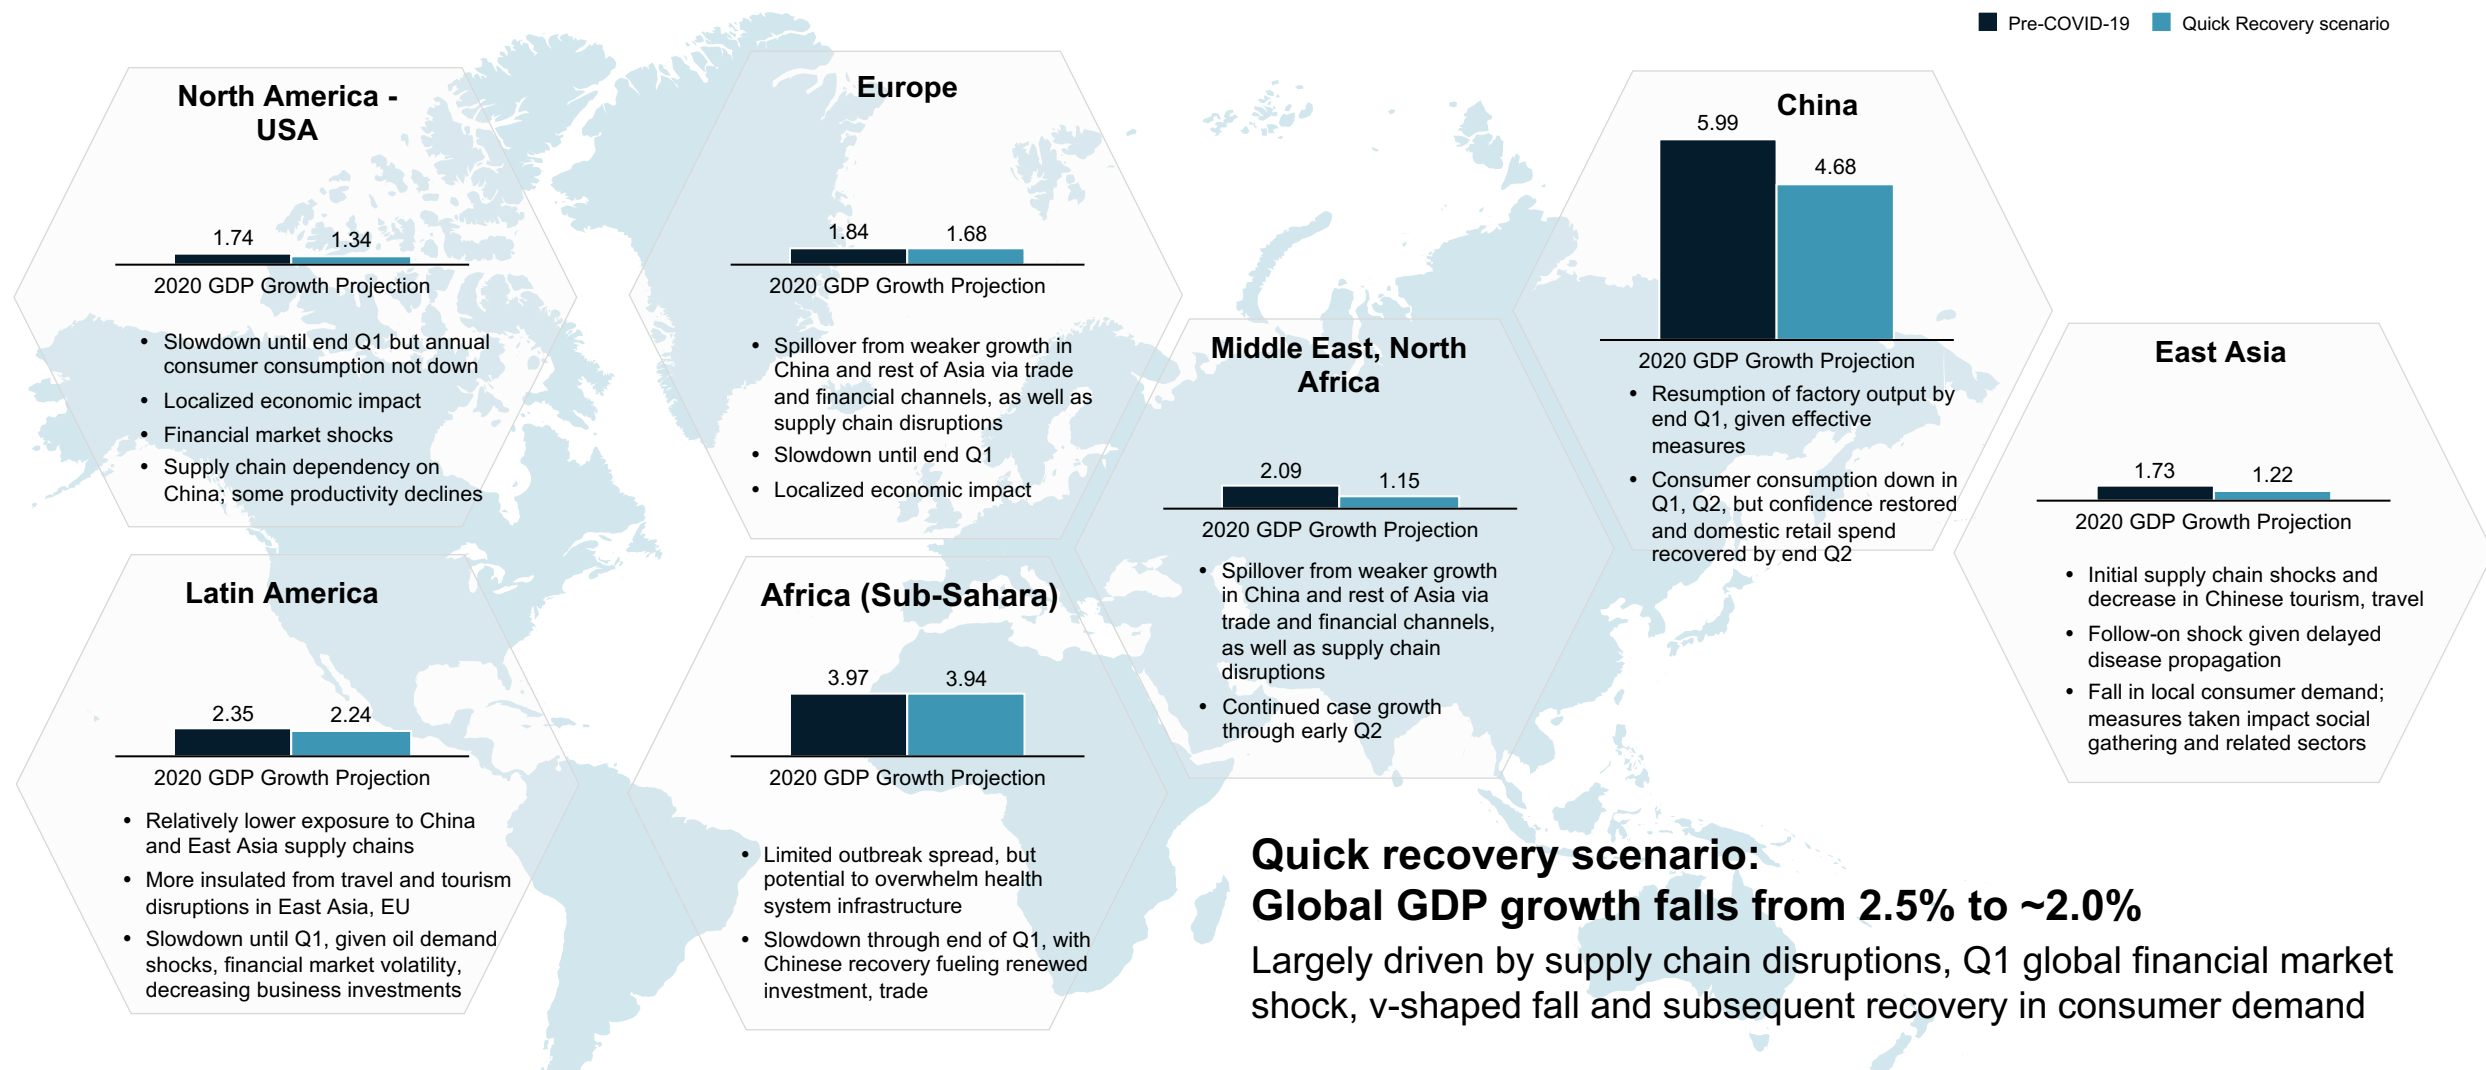 Pre-COVID-19
Quick Recovery scenario
North America -
USA
1.74
1.34
2020 GDP Growth Projection
• Slowdown until end Q1 but annual
consumer consumption not down
• Localized economic impact
• Financial market shocks
• Supply chain dependency on
China; some productivity declines
Europe
1.84
1.68
2020 GDP Growth Projection
• Spillover from weaker growth in
China and rest of Asia via trade
and financial channels, as well as
supply chain disruptions
• Slowdown until end Q1
• Localized economic impact
China
5.99
4.68
2020 GDP Growth Projection
• Resumption of factory output by
end Q1, given effective
measures
• Consumer consumption down in
Q1, Q2, but confidence restored
and domestic retail spend
recovered by end Q2
Middle East, North
Africa
2.09
1.15
2020 GDP Growth Projection
• Spillover from weaker growth
in China and rest of Asia via
trade and financial channels,
as well as supply chain
disruptions
• Continued case growth
through early Q2
East Asia
1.73
1.22
2020 GDP Growth Projection
• Initial supply chain shocks and
decrease in Chinese tourism, travel
• Follow-on shock given delayed
disease propagation
• Fall in local consumer demand;
measures taken impact social
gathering and related sectors
Latin America
2.35
2.24
2020 GDP Growth Projection
• Relatively lower exposure to China
and East Asia supply chains
• More insulated from travel and tourism
disruptions in East Asia, EU
• Slowdown until Q1, given oil demand
shocks, financial market volatility,
decreasing business investments
Africa (Sub-Sahara)
3.97
3.94
2020 GDP Growth Projection
• Limited outbreak spread, but
potential to overwhelm health
system infrastructure
• Slowdown through end of Q1, with
Chinese recovery fueling renewed
investment, trade
Quick recovery scenario:
Global GDP growth falls from 2.5% to ~2.0%
Largely driven by supply chain disruptions, Q1 global financial market
shock, v-shaped fall and subsequent recovery in consumer demand